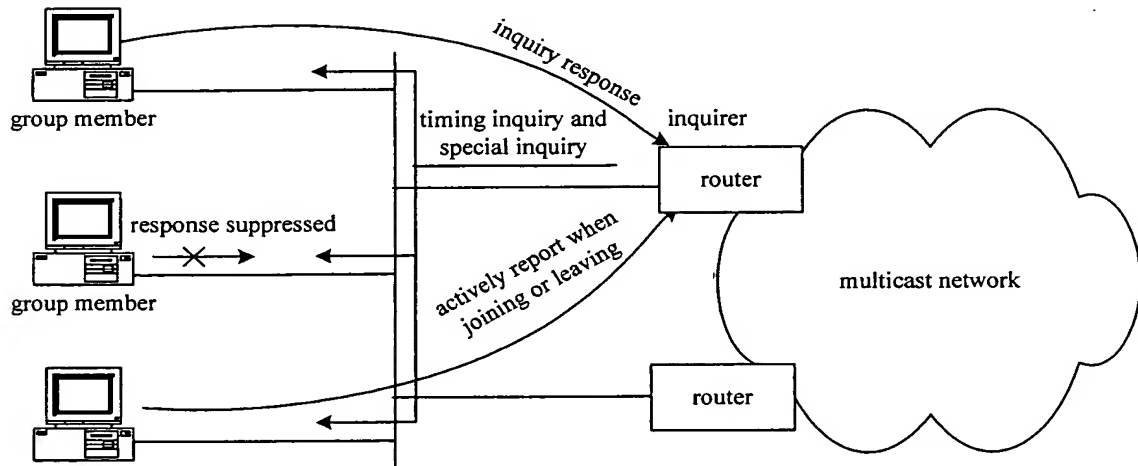 inquiry response
group member
timing inquiry and
special inquiry
inquirer
router
response suppressed
group member
actively report when
joining or leaving
multicast network
router